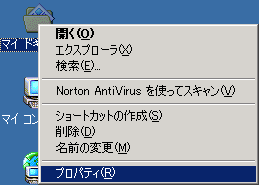 マイ ド
開く(O)
エクスプローラ(X)
検索(E)...
Norton AntiVirus を使ってスキャン(V)
マイ コン
ショートカットの作成(S)
削除(D)
名前の変更(M)
プロパティ(R)